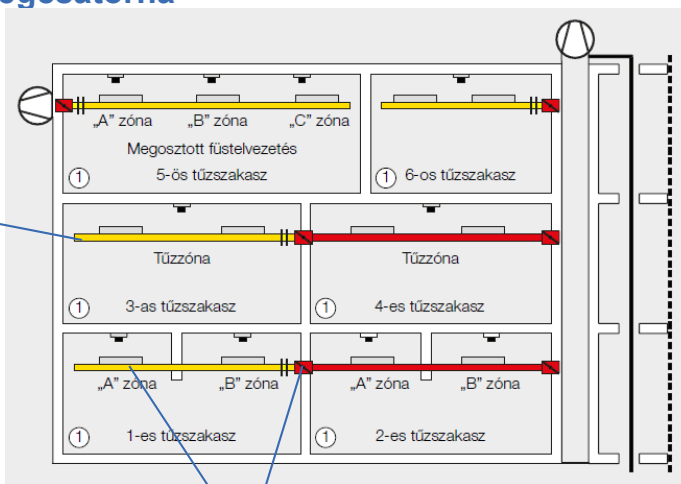 „A” zóna „B” zóna „C” zóna
Megosztott füstelvezetés
1 5-ös tűzszakasz
1 6-os tűzszakasz
Tűzzóna
1 3-as tűzszakasz
Tűzzóna
1 4-es tűzszakasz
„A” zóna „B” zóna
1 1-es tűzszakasz
„A” zóna „B” zóna
1 2-es tűzszakasz